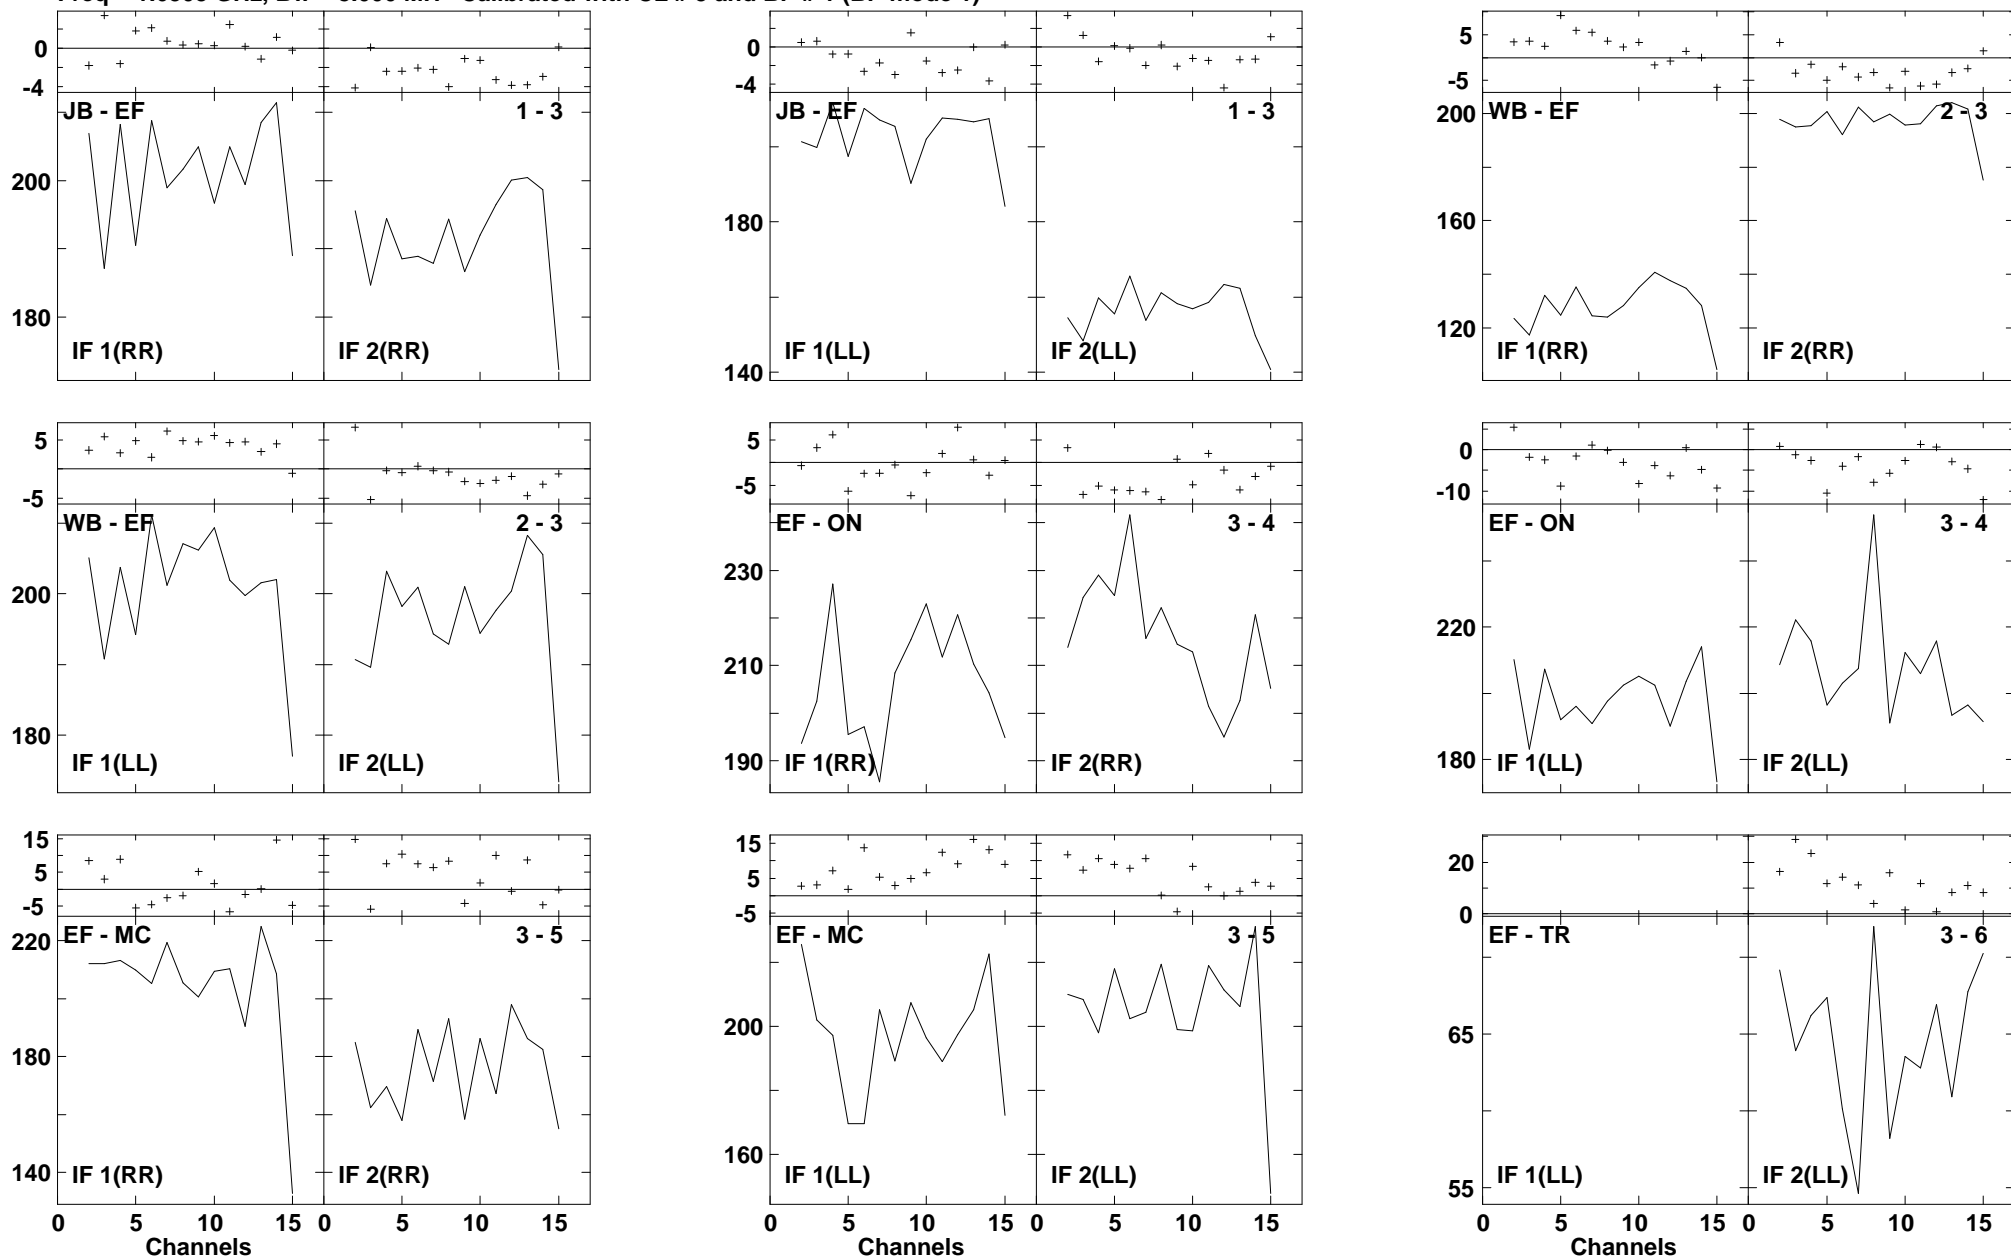 0 0 5
-4 -4 -5
JB - EF 1 - 3 JB - EF 1 - 3 WB - EF 2 - 3
200 180 200
180 140 160
120
IF 1(RR) IF 2(RR) IF 1(LL) IF 2(LL) IF 1(RR) IF 2(RR)
5 5 0
-5 -5 -10
WB - EF 2 - 3 EF - ON 3 - 4 EF - ON 3 - 4
200 230 220
180 210 180
190
IF 1(LL) IF 2(LL) IF 1(RR) IF 2(RR) IF 1(LL) IF 2(LL)
15 15 20
5 5 0
-5 -5
EF - MC 3 - 5 EF - MC 3 - 5 EF - TR 3 - 6
220 200 65
180 160 55
140
IF 1(RR) IF 2(RR) IF 1(LL) IF 2(LL) IF 1(LL) IF 2(LL)
0 5 10 15 0 5 10 15 0 5 10 15 0 5 10 15 0 5 10 15 0 5 10 15
Channels Channels Channels